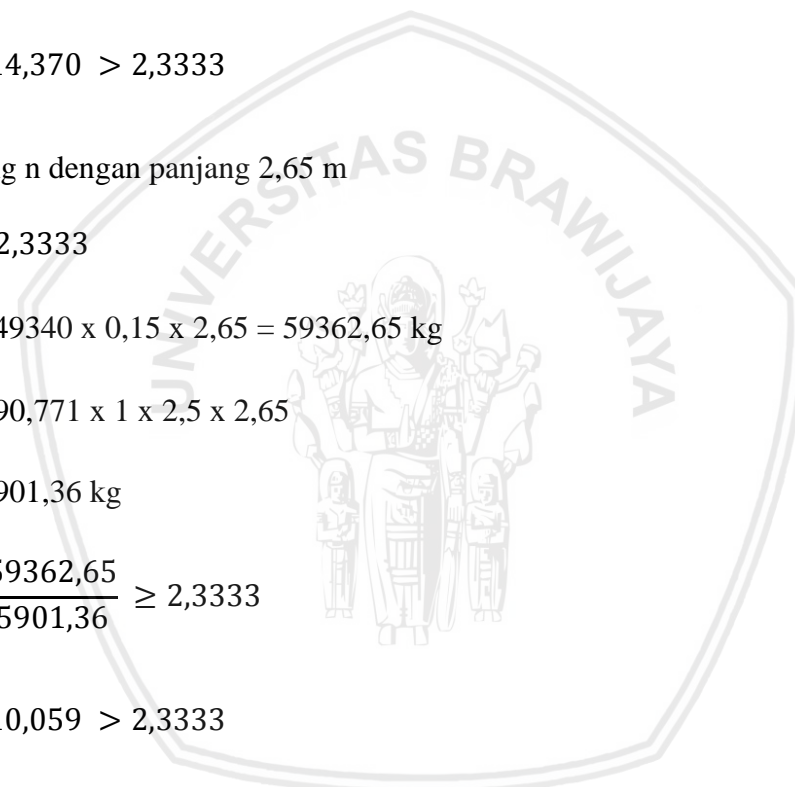 4,370 > 2,3333
g n dengan panjang 2,65 m
2,3333
49340 x 0,15 x 2,65 = 59362,65 kg
90,771 x 1 x 2,5 x 2,65
901,36 kg
59362,65
5901,36
≥ 2,3333
0,059 > 2,3333
UNIVERSITAS BRAWIJAYA